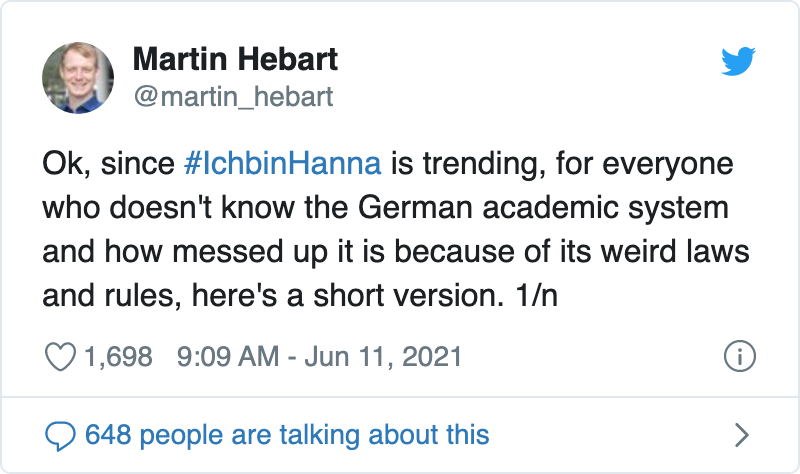 Martin Hebart
@martin_hebart
Ok, since #IchbinHanna is trending, for everyone
who doesn't know the German academic system
and how messed up it is because of its weird laws
and rules, here's a short version. 1/n
1,698 9:09 AM - Jun 11, 2021
648 people are talking about this